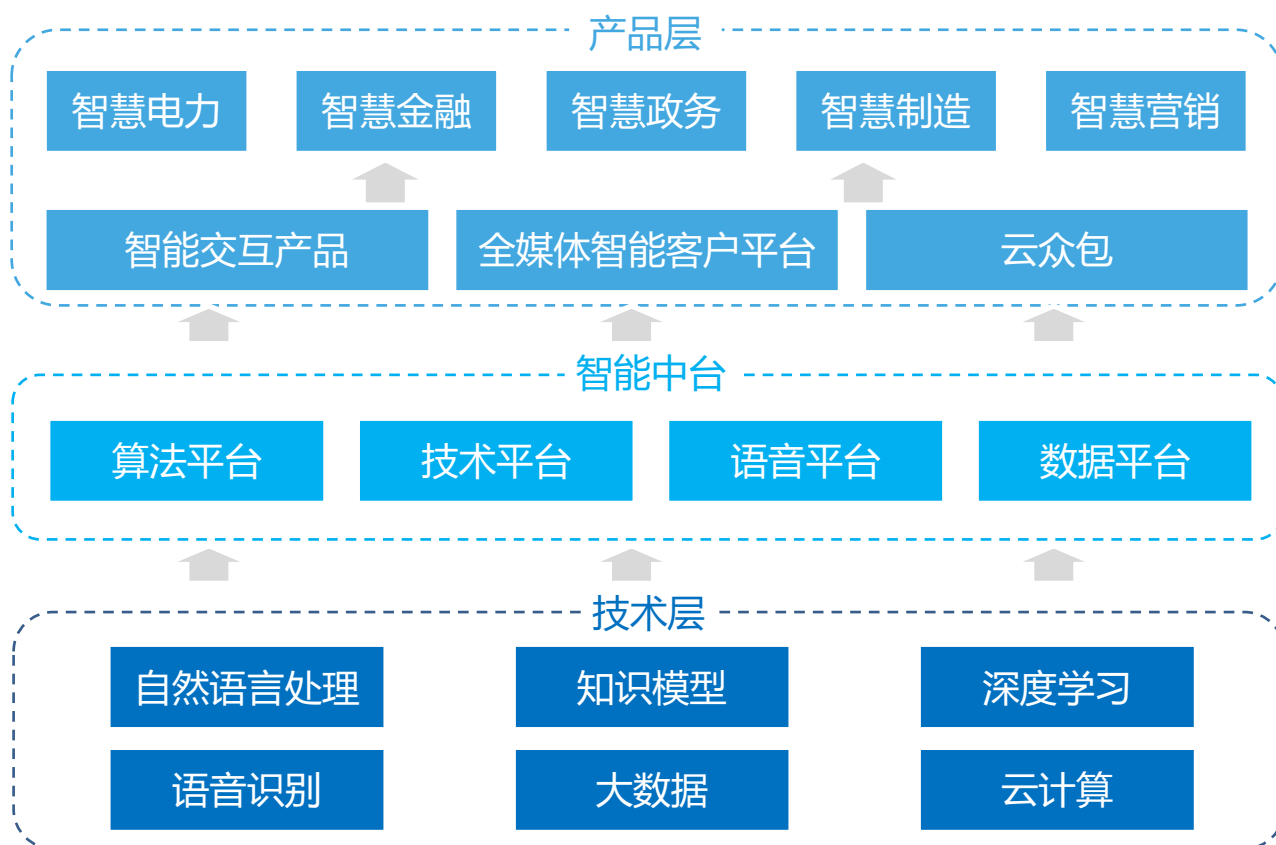 产品层
智慧电力 智慧金融 智慧政务 智慧制造 智慧营销
智能交互产品 全媒体智能客户平台 云众包
智能中台
算法平台 技术平台 语音平台 数据平台
技术层
自然语言处理 知识模型 深度学习
语音识别 大数据 云计算